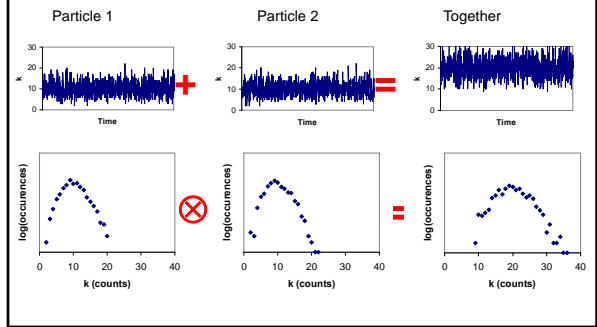 Particle 1
Particle 2
Together
30
20
10
0
k
Time
+
30
20
10
0
k
Time
=
30
20
10
0
k
Time
log(occurences)
0 10 20 30 40
k (counts)
⊗
log(occurences)
0 10 20 30 40
k (counts)
=
log(occurences)
0 10 20 30 40
k (counts)